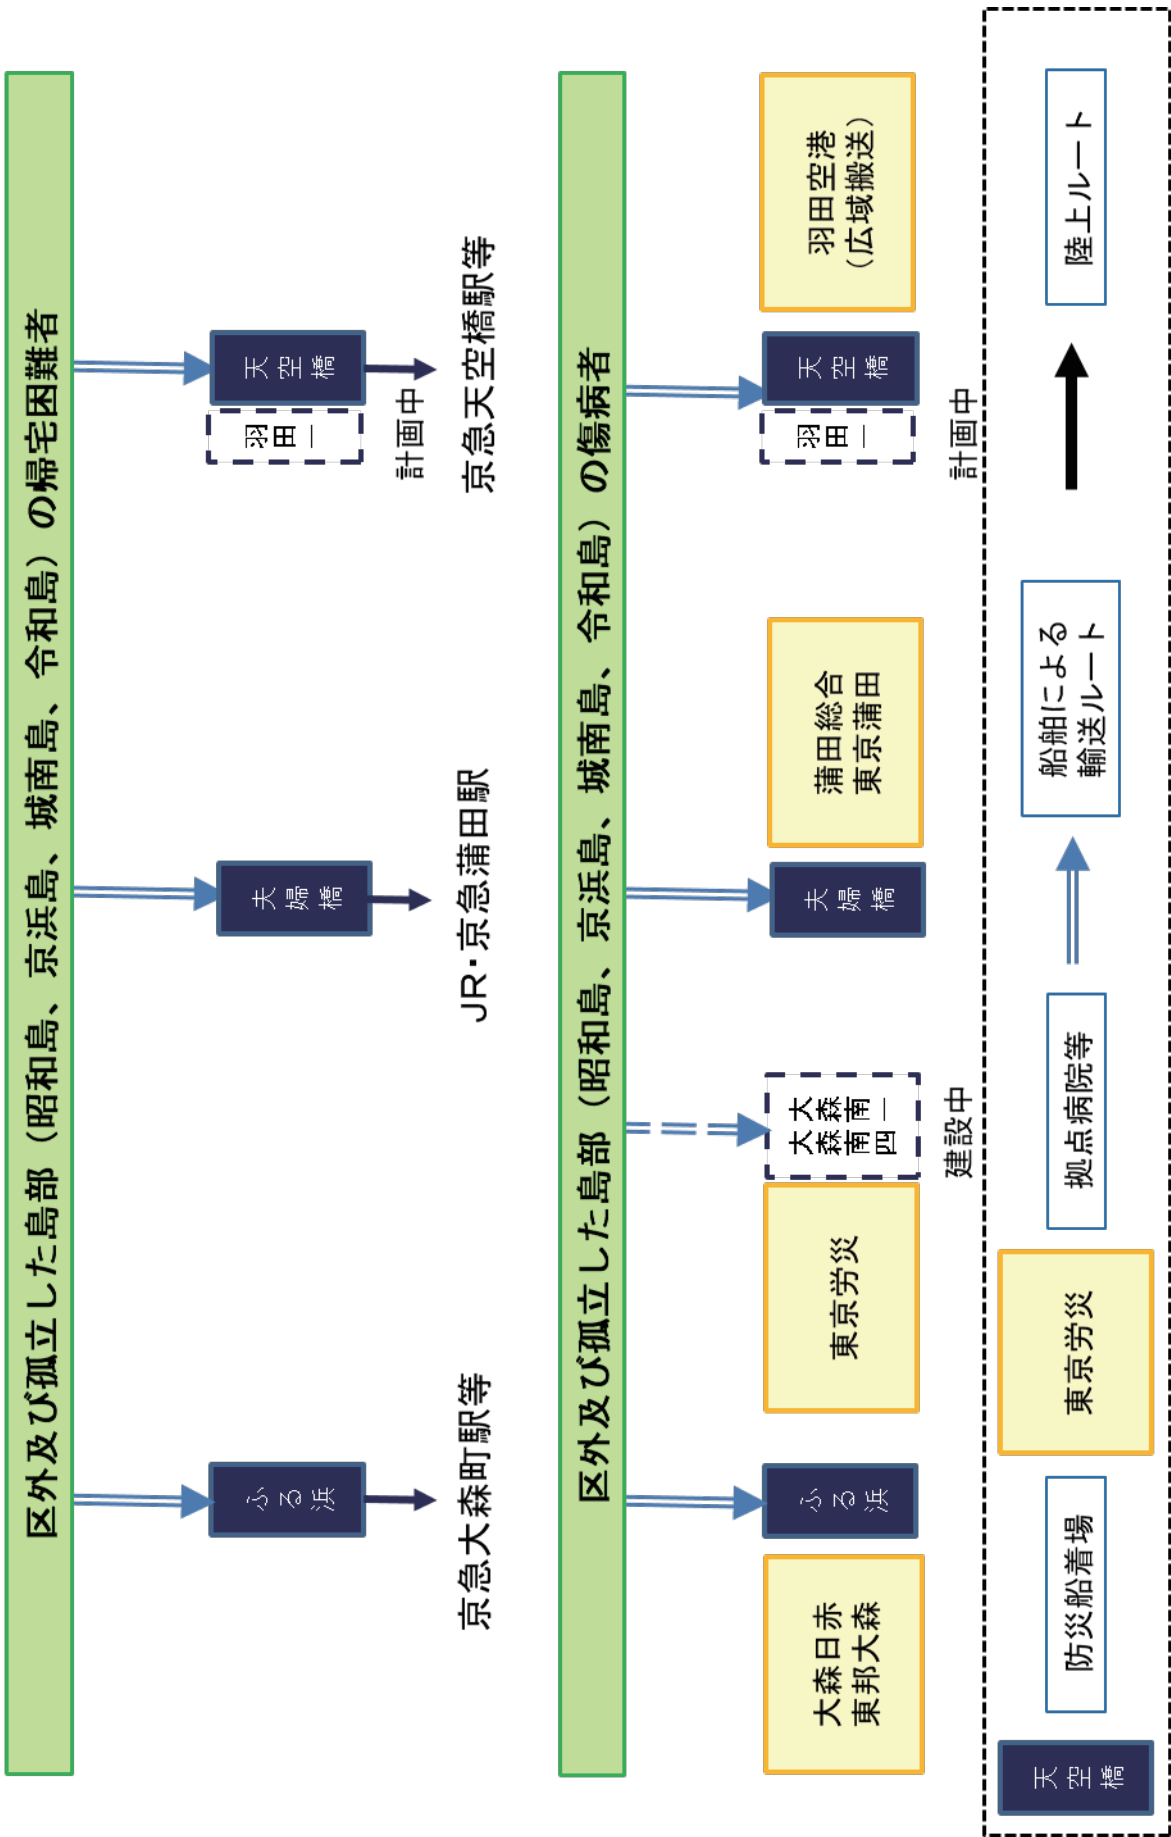 区外及び孤立した島部（昭和島、京浜島、城南島、令和島）の帰宅困難者
ふる浜
夫婦橋
羽田一
天空橋
計画中
京急大森町駅等
JR・京急蒲田駅
京急天空橋駅等
区外及び孤立した島部（昭和島、京浜島、城南島、令和島）の傷病者
大森日赤
東邦大森
ふる浜
東京労災
大森南一
大森南四
建設中
夫婦橋
蒲田総合
東京蒲田
羽田一
天空橋
計画中
羽田空港
（広域搬送）
天空橋
防災船着場
東京労災
拠点病院等
船舶による
輸送ルート
陸上ルート